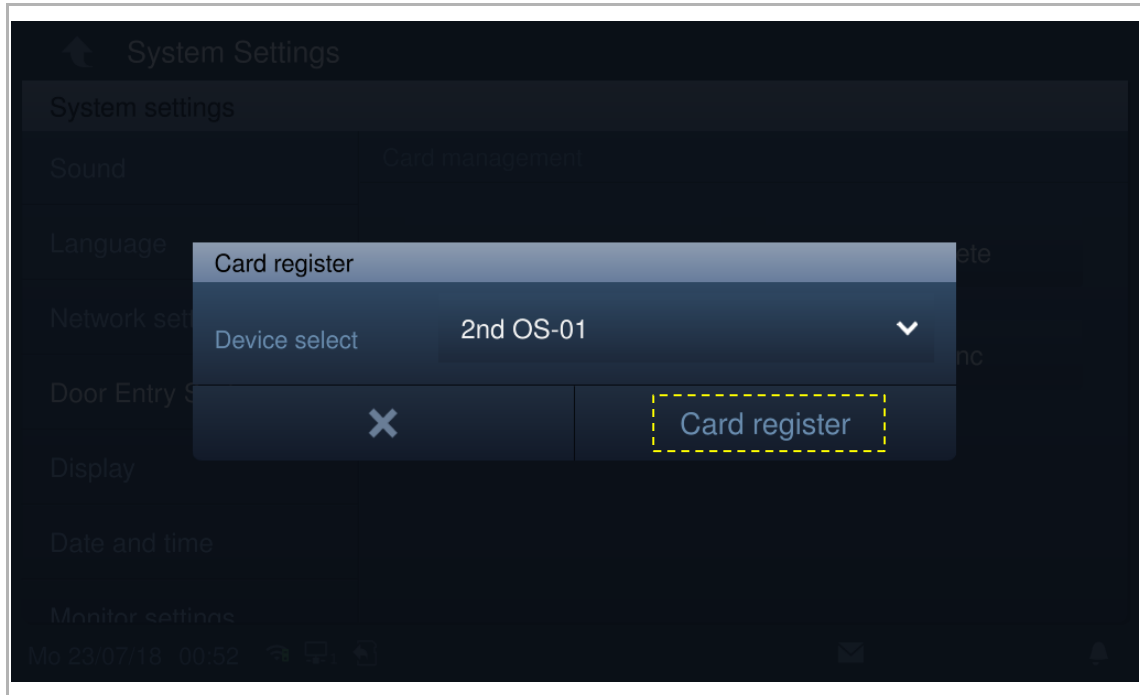 System Settings
System settings
Sound
Card management
Language
ete
Card register
Network sett
Device select
2nd OS-01
nc
Door Entry S
Card register
Display
Date and time
Monitor settings
Mo 23/07/18 00:52